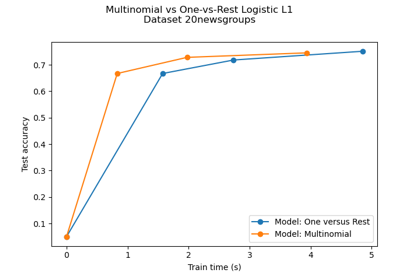 Multinomial vs One-vs-Rest Logistic L1
Dataset 20newsgroups
0.7
0.6
0.5
0.4
0.3
0.2
0.1
Test accuracy
Model: One versus Rest
Model: Multinomial
0 1 2 3 4 5
Train time (s)